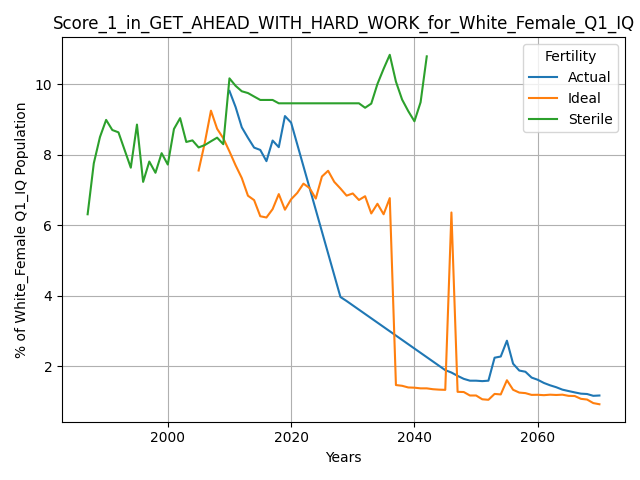 Score_1_in_GET_AHEAD_WITH_HARD_WORK_for_White_Female_Q1_IQ
% of White_Female Q1_IQ Population
10
8
6
4
2
Fertility
Actual
Ideal
Sterile
2000
2020
2040
2060
Years